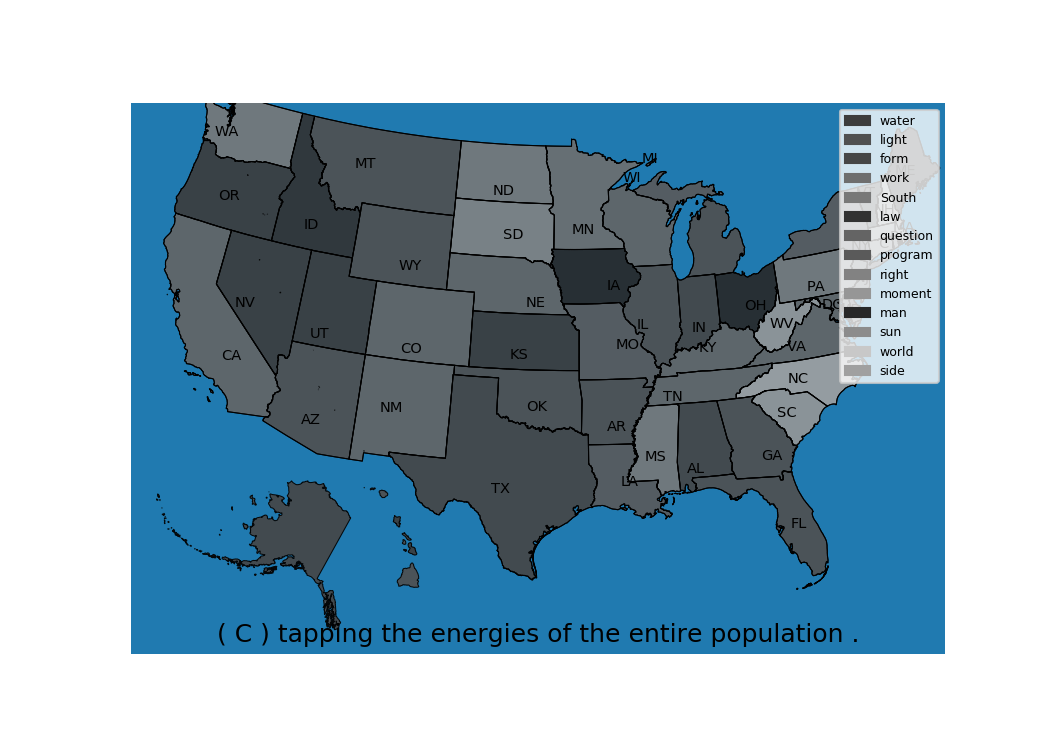 WA
MT
ND
MN
WI
MI
OR
ID
SD
WY
IA
NE
NV
UT
CO
KS
MO
IL
IN
OH
PA
WV
VA
KY
DC
CA
AZ
NM
OK
AR
TN
NC
SC
MS
AL
GA
TX
LA
FL
water
light
form
work
South
law
question
program
right
moment
man
sun
world
side
( C ) tapping the energies of the entire population .